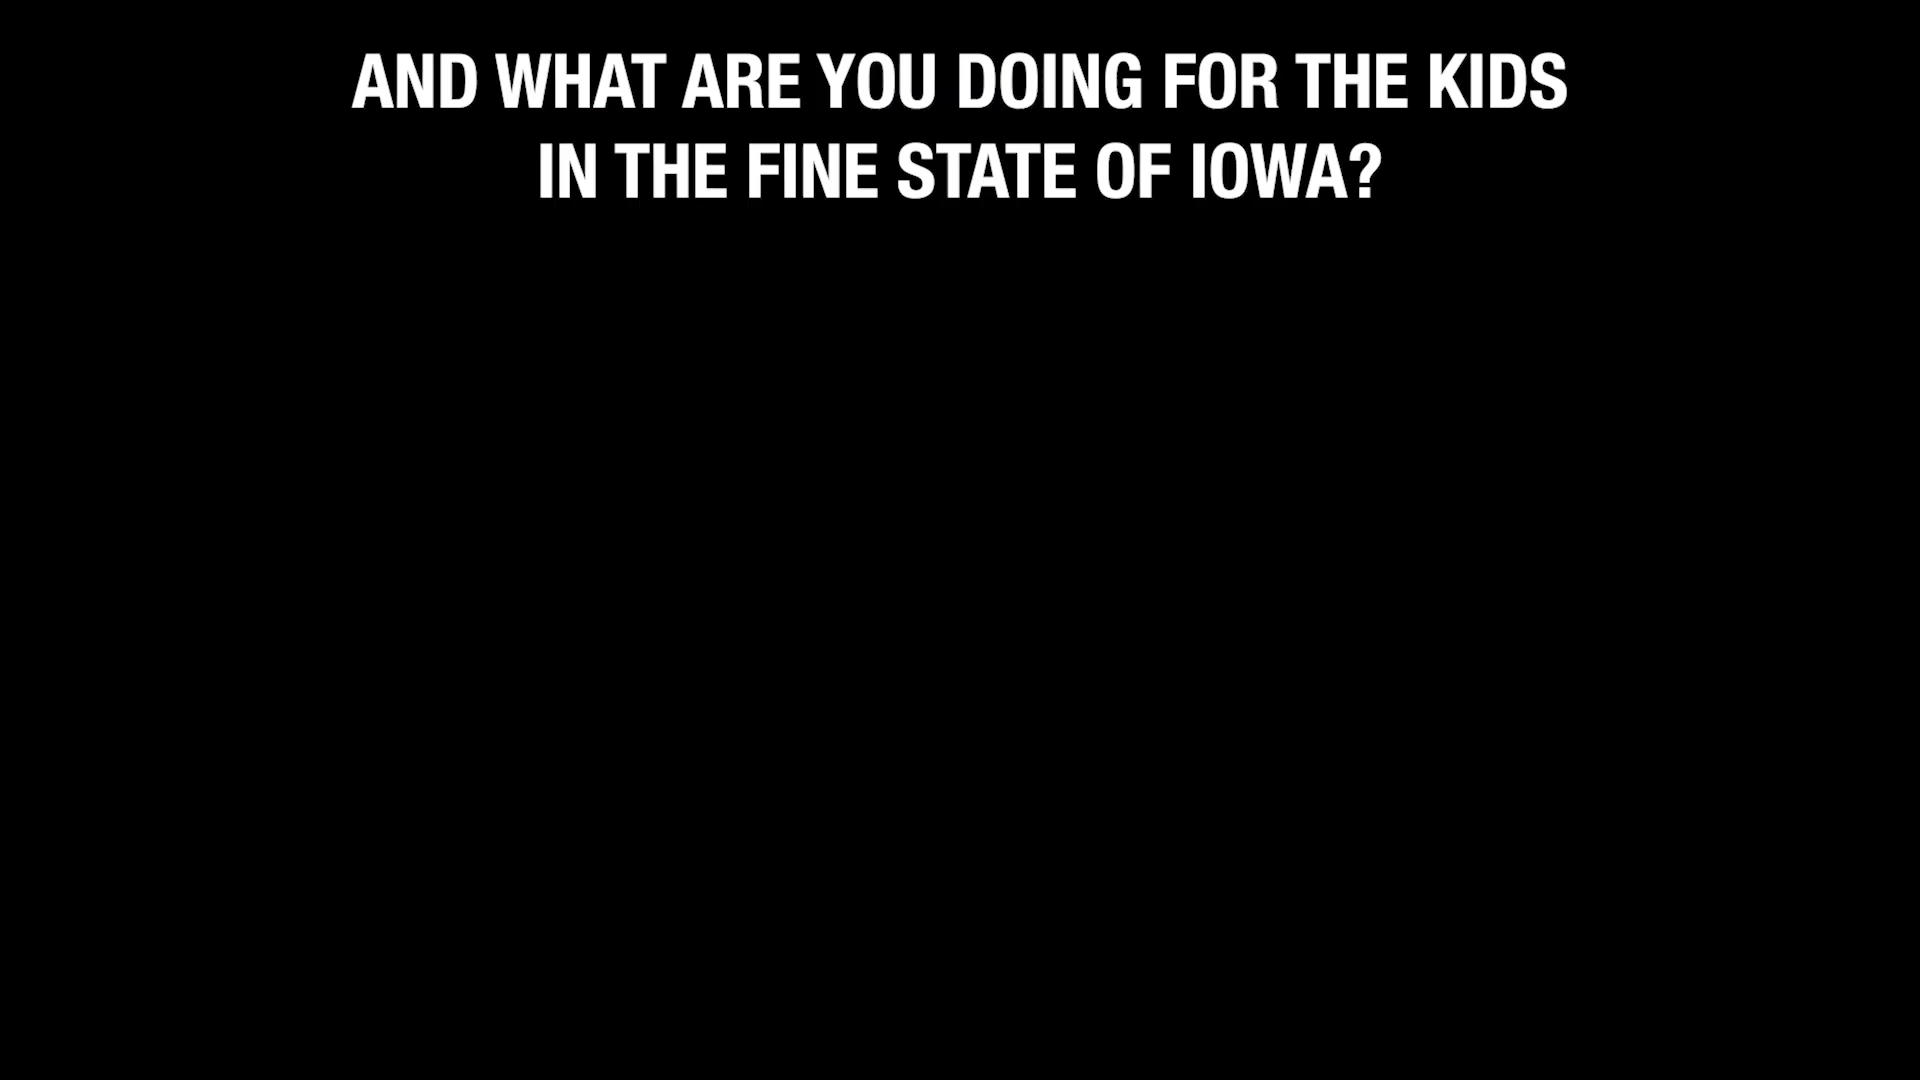 AND WHAT ARE YOU DOING FOR THE KIDS
IN THE FINE STATE OF IOWA?